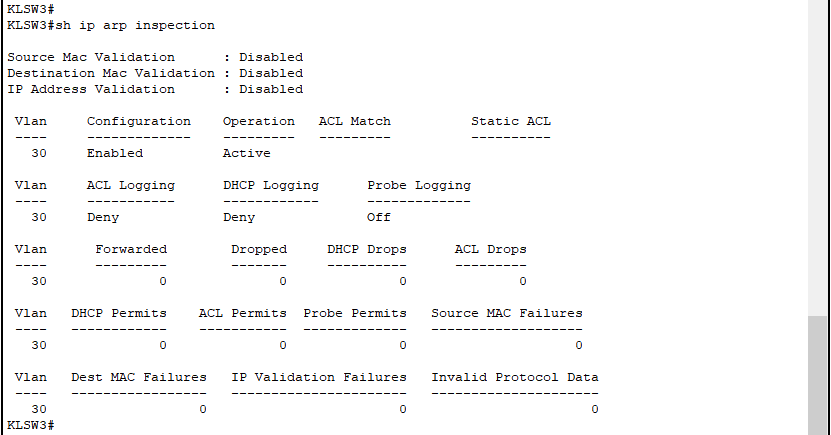 KLSW3#
KLSW3#sh ip arp inspection
Source Mac Validation      : Disabled
Destination Mac Validation : Disabled
IP Address Validation      : Disabled
 Vlan     Configuration    Operation   ACL Match          Static ACL
 ----     -------------    ---------   ---------          ----------
   30     Enabled          Active
 Vlan     ACL Logging      DHCP Logging      Probe Logging
 ----     -----------      ------------      -------------
   30     Deny             Deny              Off
 Vlan      Forwarded        Dropped     DHCP Drops      ACL Drops
 ----      ---------        -------     ----------      ---------
   30              0              0              0              0
 Vlan   DHCP Permits    ACL Permits  Probe Permits   Source MAC Failures
 ----   ------------    -----------  -------------   -------------------
   30              0              0              0                     0
 Vlan   Dest MAC Failures   IP Validation Failures   Invalid Protocol Data
 ----   -----------------   ----------------------   ---------------------
   30                   0                        0                       0
KLSW3#